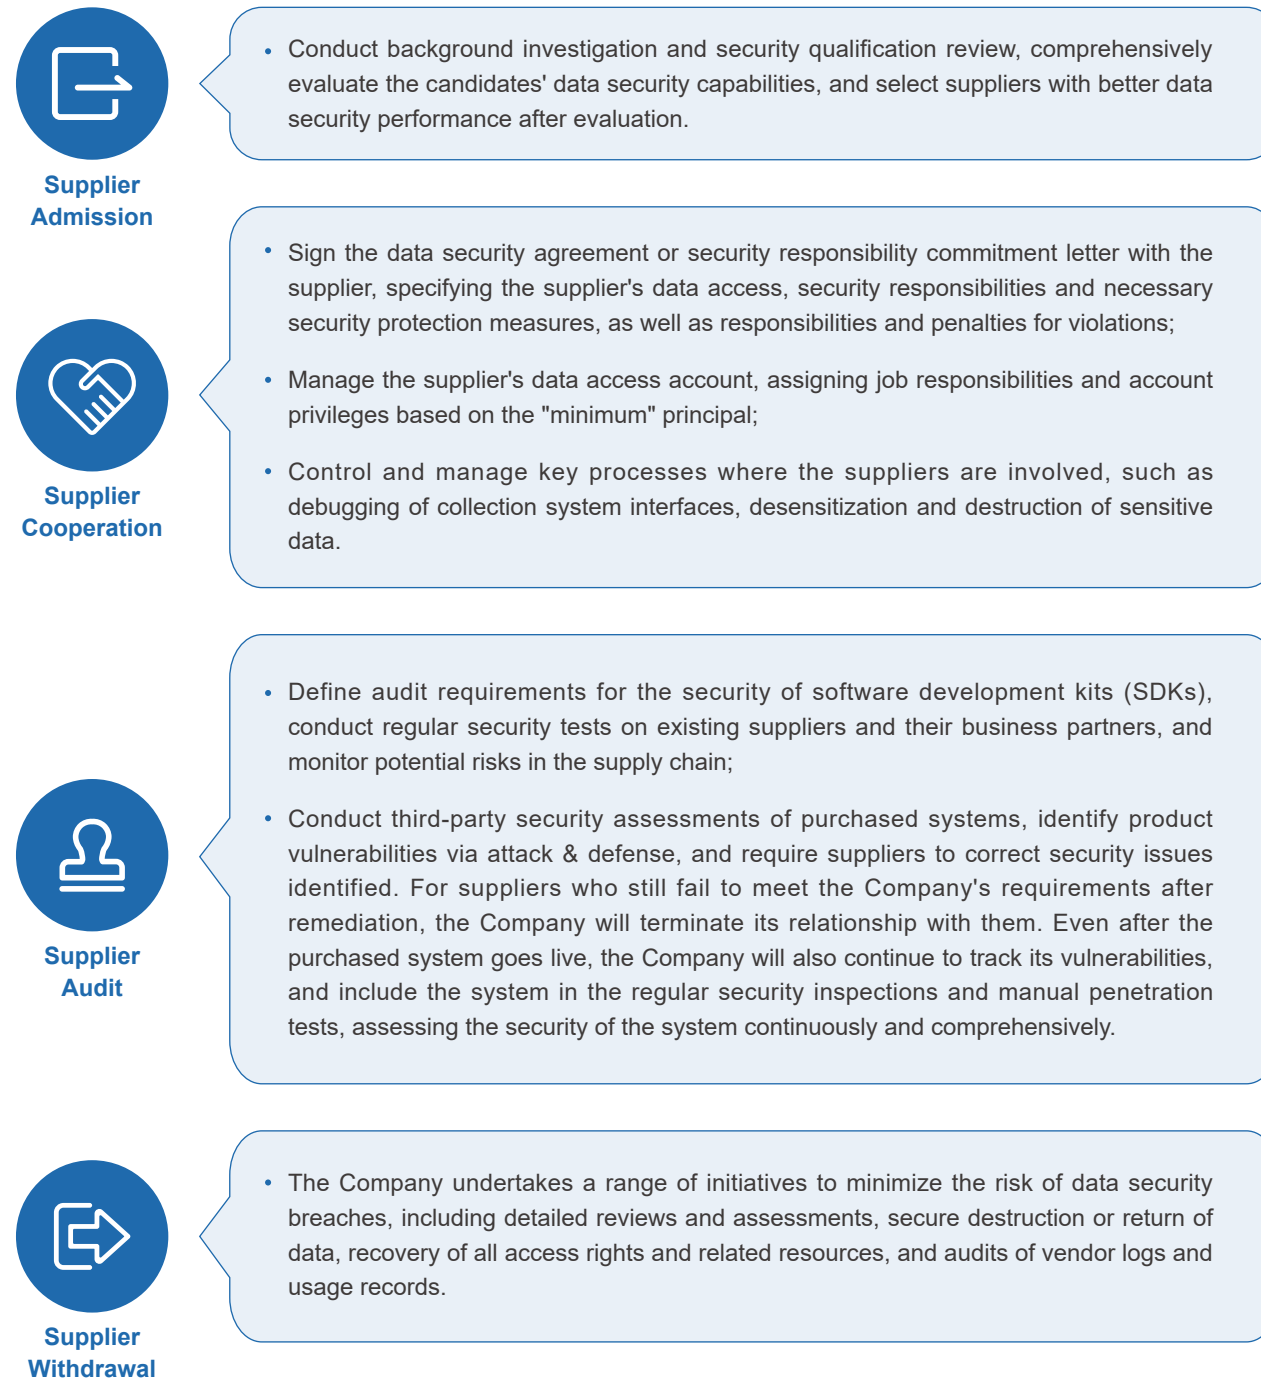 Supplier
Admission
• Conduct background investigation and security qualification review, comprehensively
evaluate the candidates' data security capabilities, and select suppliers with better data
security performance after evaluation.
Supplier
Cooperation
• Sign the data security agreement or security responsibility commitment letter with the
supplier, specifying the supplier's data access, security responsibilities and necessary
security protection measures, as well as responsibilities and penalties for violations;
• Manage the supplier's data access account, assigning job responsibilities and account
privileges based on the "minimum" principal;
• Control and manage key processes where the suppliers are involved, such as
debugging of collection system interfaces, desensitization and destruction of sensitive
data.
Supplier
Audit
• Define audit requirements for the security of software development kits (SDKs),
conduct regular security tests on existing suppliers and their business partners, and
monitor potential risks in the supply chain;
• Conduct third-party security assessments of purchased systems, identify product
vulnerabilities via attack & defense, and require suppliers to correct security issues
identified. For suppliers who still fail to meet the Company's requirements after
remediation, the Company will terminate its relationship with them. Even after the
purchased system goes live, the Company will also continue to track its vulnerabilities,
and include the system in the regular security inspections and manual penetration
tests, assessing the security of the system continuously and comprehensively.
Supplier
Withdrawal
• The Company undertakes a range of initiatives to minimize the risk of data security
breaches, including detailed reviews and assessments, secure destruction or return of
data, recovery of all access rights and related resources, and audits of vendor logs and
usage records.